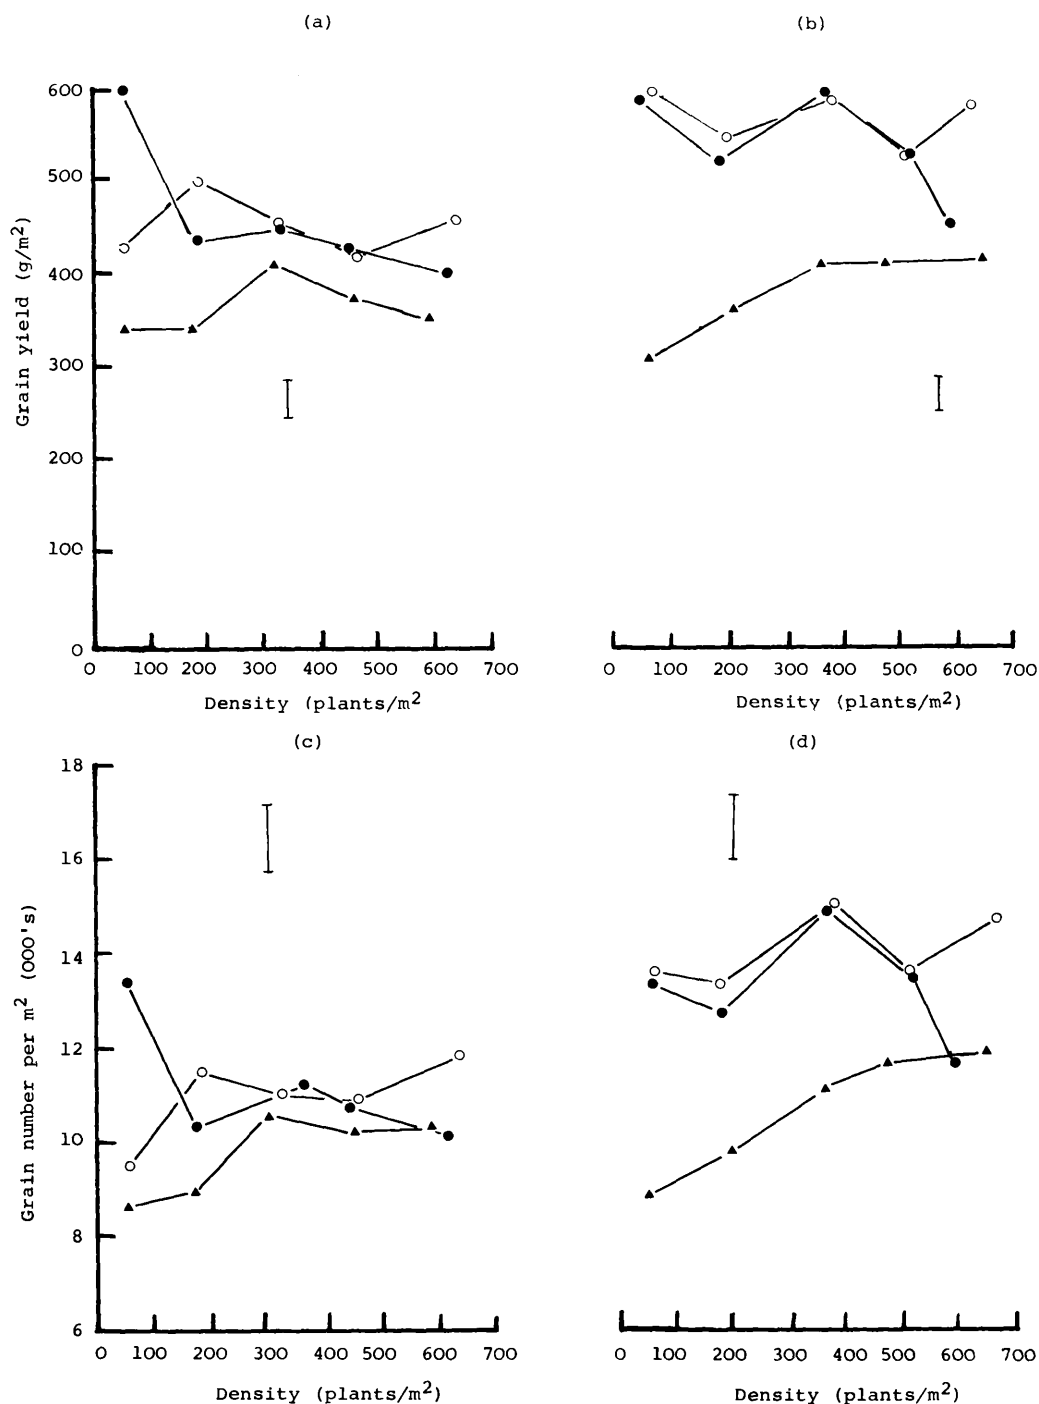 (a)
(b)
600
500
400
300
200
100
0
Grain yield (g/m²)
0 100 200 300 400 500 600 700
Density (plants/m²
0 100 200 300 400 500 600 700
Density (plants/m²)
(c)
(d)
18
16
14
12
10
8
6
Grain number per m² (000's)
0 100 200 300 400 500 600 700
Density (plants/m²)
0 100 200 300 400 500 600 700
Density (plants/m²)